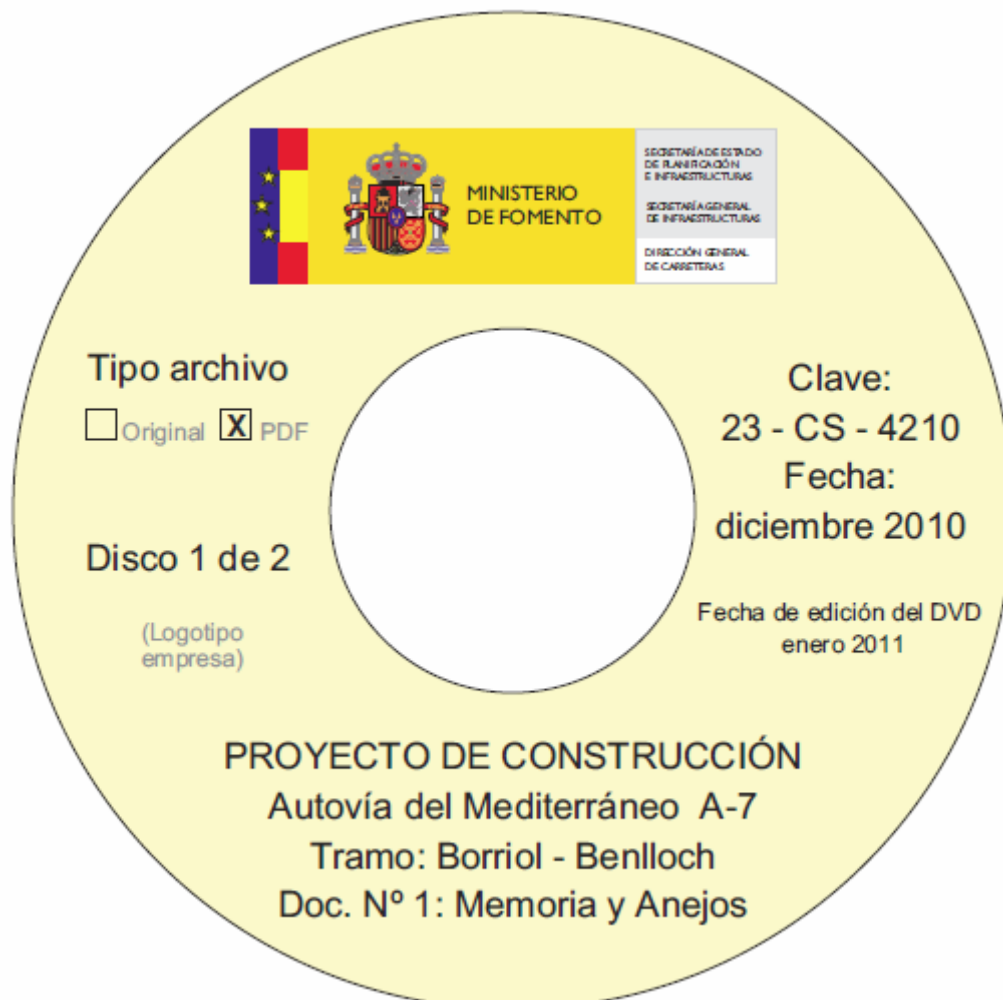 MINISTERIO
DE FOMENTO
SECRETARÍA DE ESTADO
DE PLANIFICACIÓN
E INFRAESTRUCTURAS
SECRETARÍA GENERAL
DE INFRAESTRUCTURAS
DIRECCIÓN GENERAL
DE CARRETERAS
Tipo archivo
Original X PDF
Disco 1 de 2
(Logotipo
empresa)
Clave:
23 - CS - 4210
Fecha:
diciembre 2010
Fecha de edición del DVD
enero 2011
PROYECTO DE CONSTRUCCIÓN
Autovía del Mediterráneo A-7
Tramo: Borriol - Benlloch
Doc. Nº 1: Memoria y Anejos